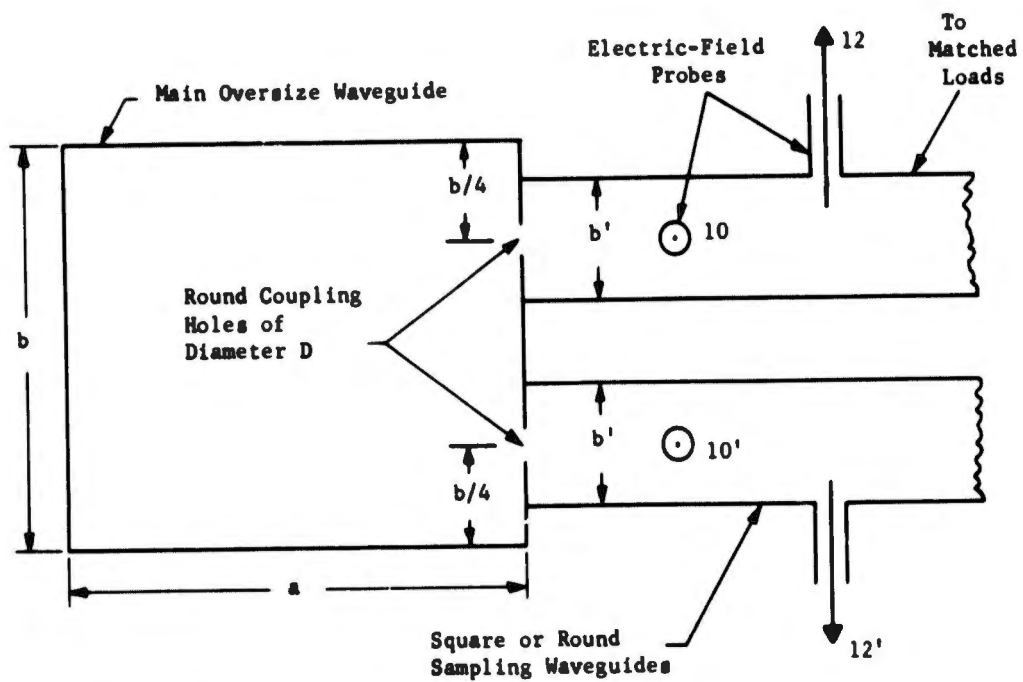 To
Matched
Loads
12
Electric-Field
Probes
Main Oversize Waveguide
b/4
b'
10
Round Coupling
Holes of
Diameter D
b
b'
10'
b/4
a
Square or Round
Sampling Waveguides
12'